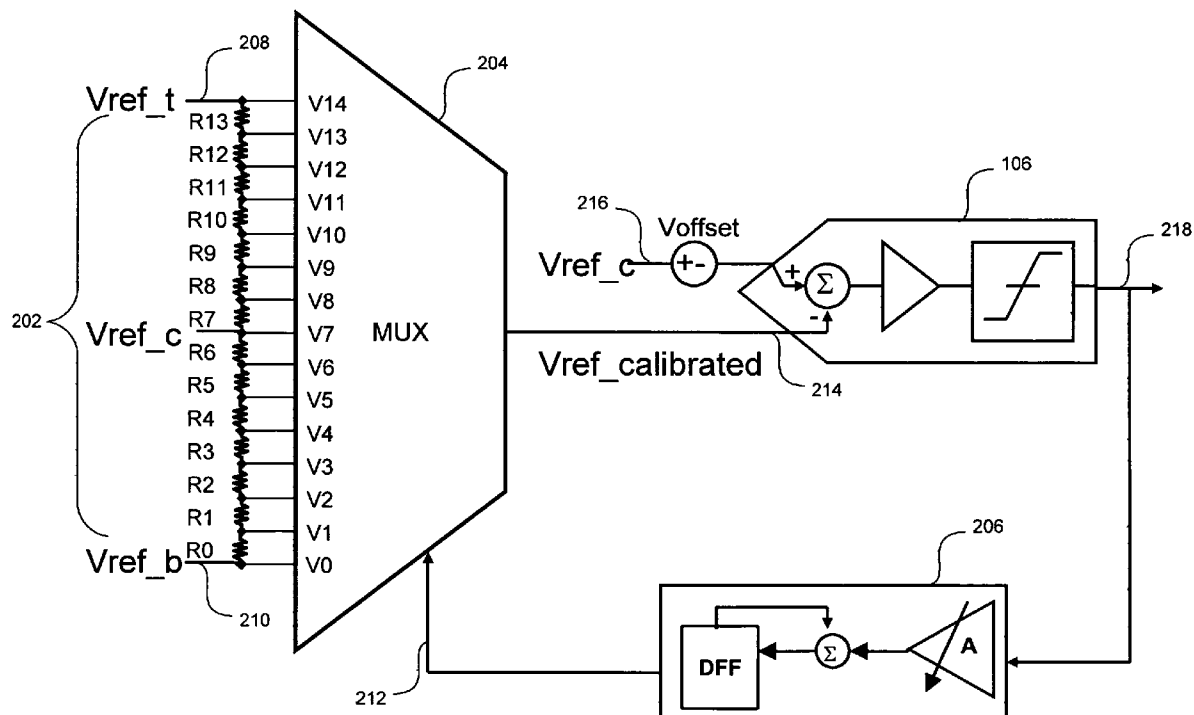 208
204
Vref_t
V14
R13
V13
R12
V12
R11
V11
R10
V10
R9
V9
R8
V8
R7
Vref_c
V7
R6
V6
R5
V5
R4
V4
R3
V3
R2
V2
R1
V1
R0
Vref_b
V0
202
210
MUX
216
Voffset
Vref_c
+-
+
-
Σ
106
218
Vref_calibrated
214
206
DFF
Σ
A
212